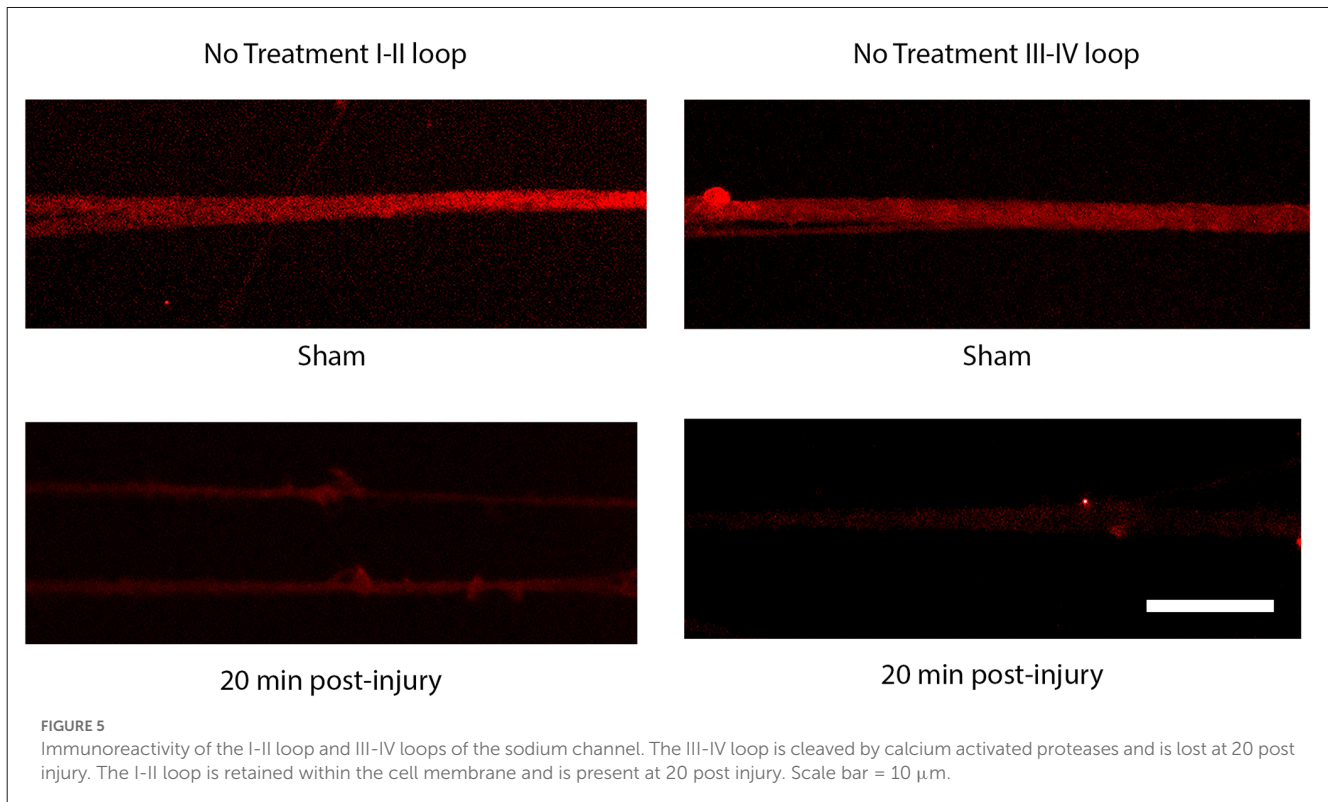 No Treatment I-II loop
No Treatment III-IV loop
Sham
Sham
20 min post-injury
20 min post-injury
FIGURE 5
Immunoreactivity of the I-II loop and III-IV loops of the sodium channel. The III-IV loop is cleaved by calcium activated proteases and is lost at 20 post
injury. The I-II loop is retained within the cell membrane and is present at 20 post injury. Scale bar = 10 μm.